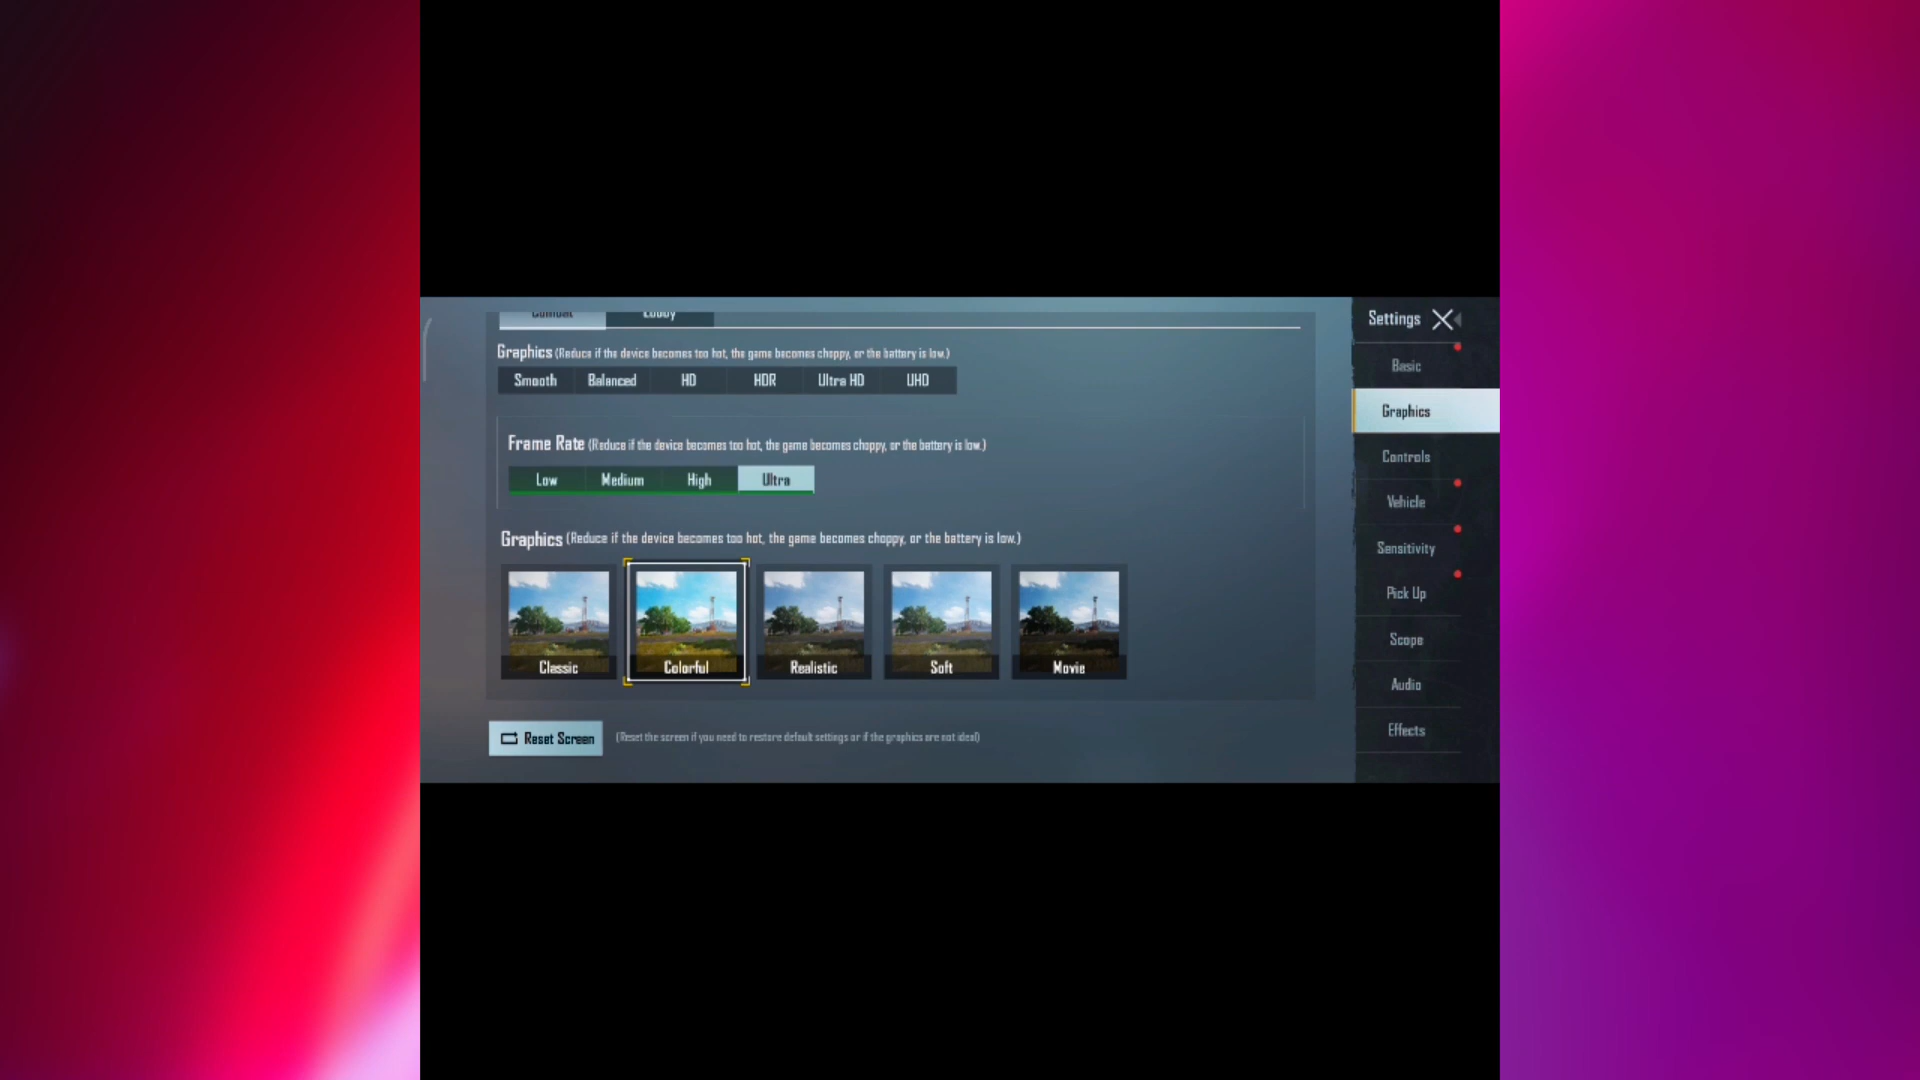 Combat Lobby
Settings
Graphics (Reduce if the device becomes too hot, the game becomes choppy, or the battery is low.)
Smooth Balanced HD HDR Ultra HD UHD
Frame Rate (Reduce if the device becomes too hot, the game becomes choppy, or the battery is low.)
Low Medium High Ultra
Graphics (Reduce if the device becomes too hot, the game becomes choppy, or the battery is low.)
Classic Colorful Realistic Soft Movie
Reset Screen (Reset the screen if you need to restore default settings or if the graphics are not ideal)
Basic
Graphics
Controls
Vehicle
Sensitivity
Pick Up
Scope
Audio
Effects